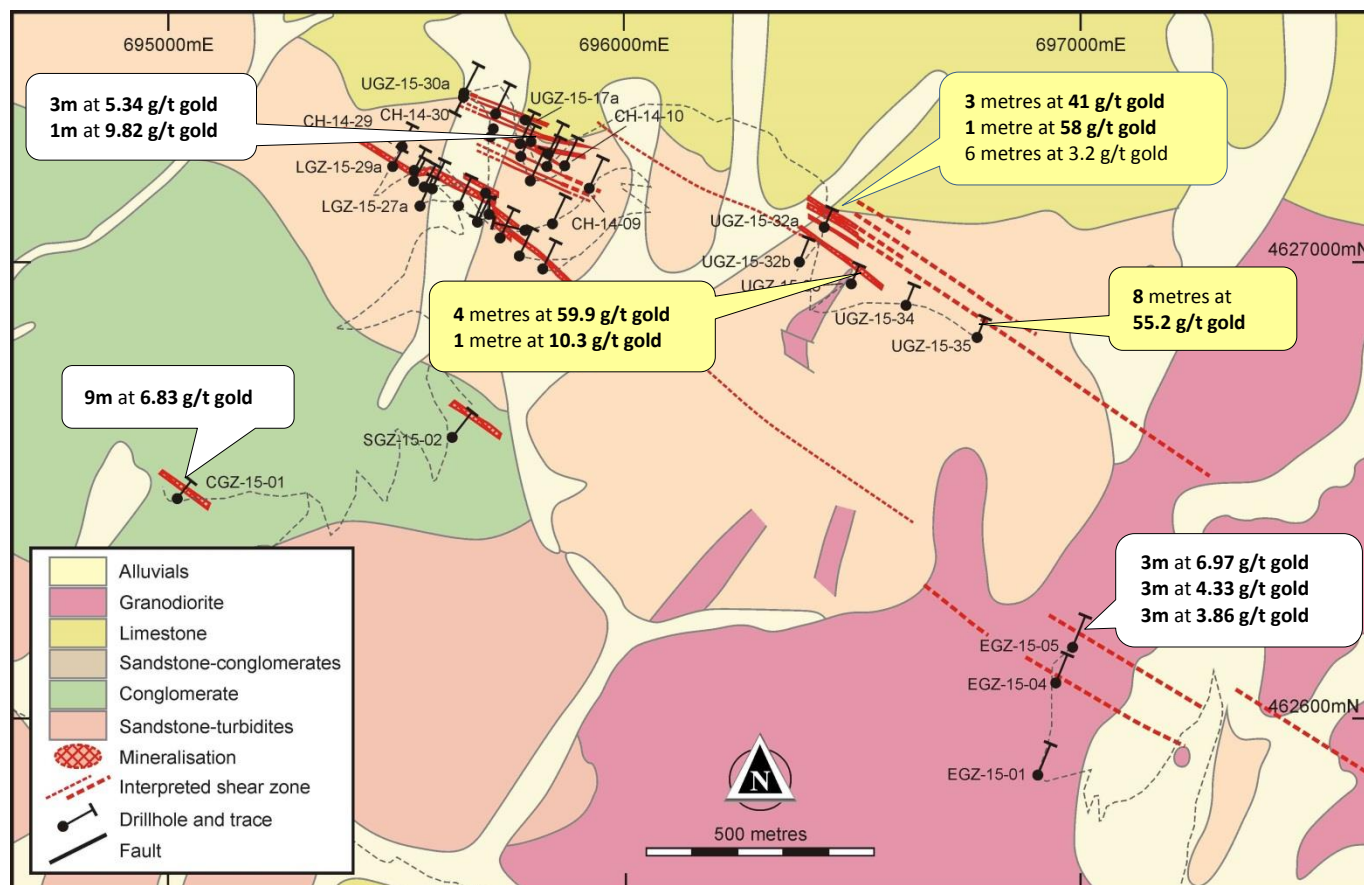 695000mE
696000mE
697000mE
UGZ-15-30a
3m at 5.34 g/t gold
1m at 9.82 g/t gold
UGZ-15-17a
CH-14-30
CH-14-29
CH-14-10
3 metres at 41 g/t gold
1 metre at 58 g/t gold
6 metres at 3.2 g/t gold
LGZ-15-29a
LGZ-15-27a
CH-14-09
UGZ-15-32a
UGZ-15-32b
4627000mN
4 metres at 59.9 g/t gold
1 metre at 10.3 g/t gold
UGZ-15-34
UGZ-15-35
8 metres at
55.2 g/t gold
9m at 6.83 g/t gold
SGZ-15-02
CGZ-15-01
3m at 6.97 g/t gold
3m at 4.33 g/t gold
3m at 3.86 g/t gold
EGZ-15-05
EGZ-15-04
EGZ-15-01
462600mN
Alluvials
Granodiorite
Limestone
Sandstone-conglomerates
Conglomerate
Sandstone-turbidites
Mineralisation
Interpreted shear zone
Drillhole and trace
Fault
N
500 metres